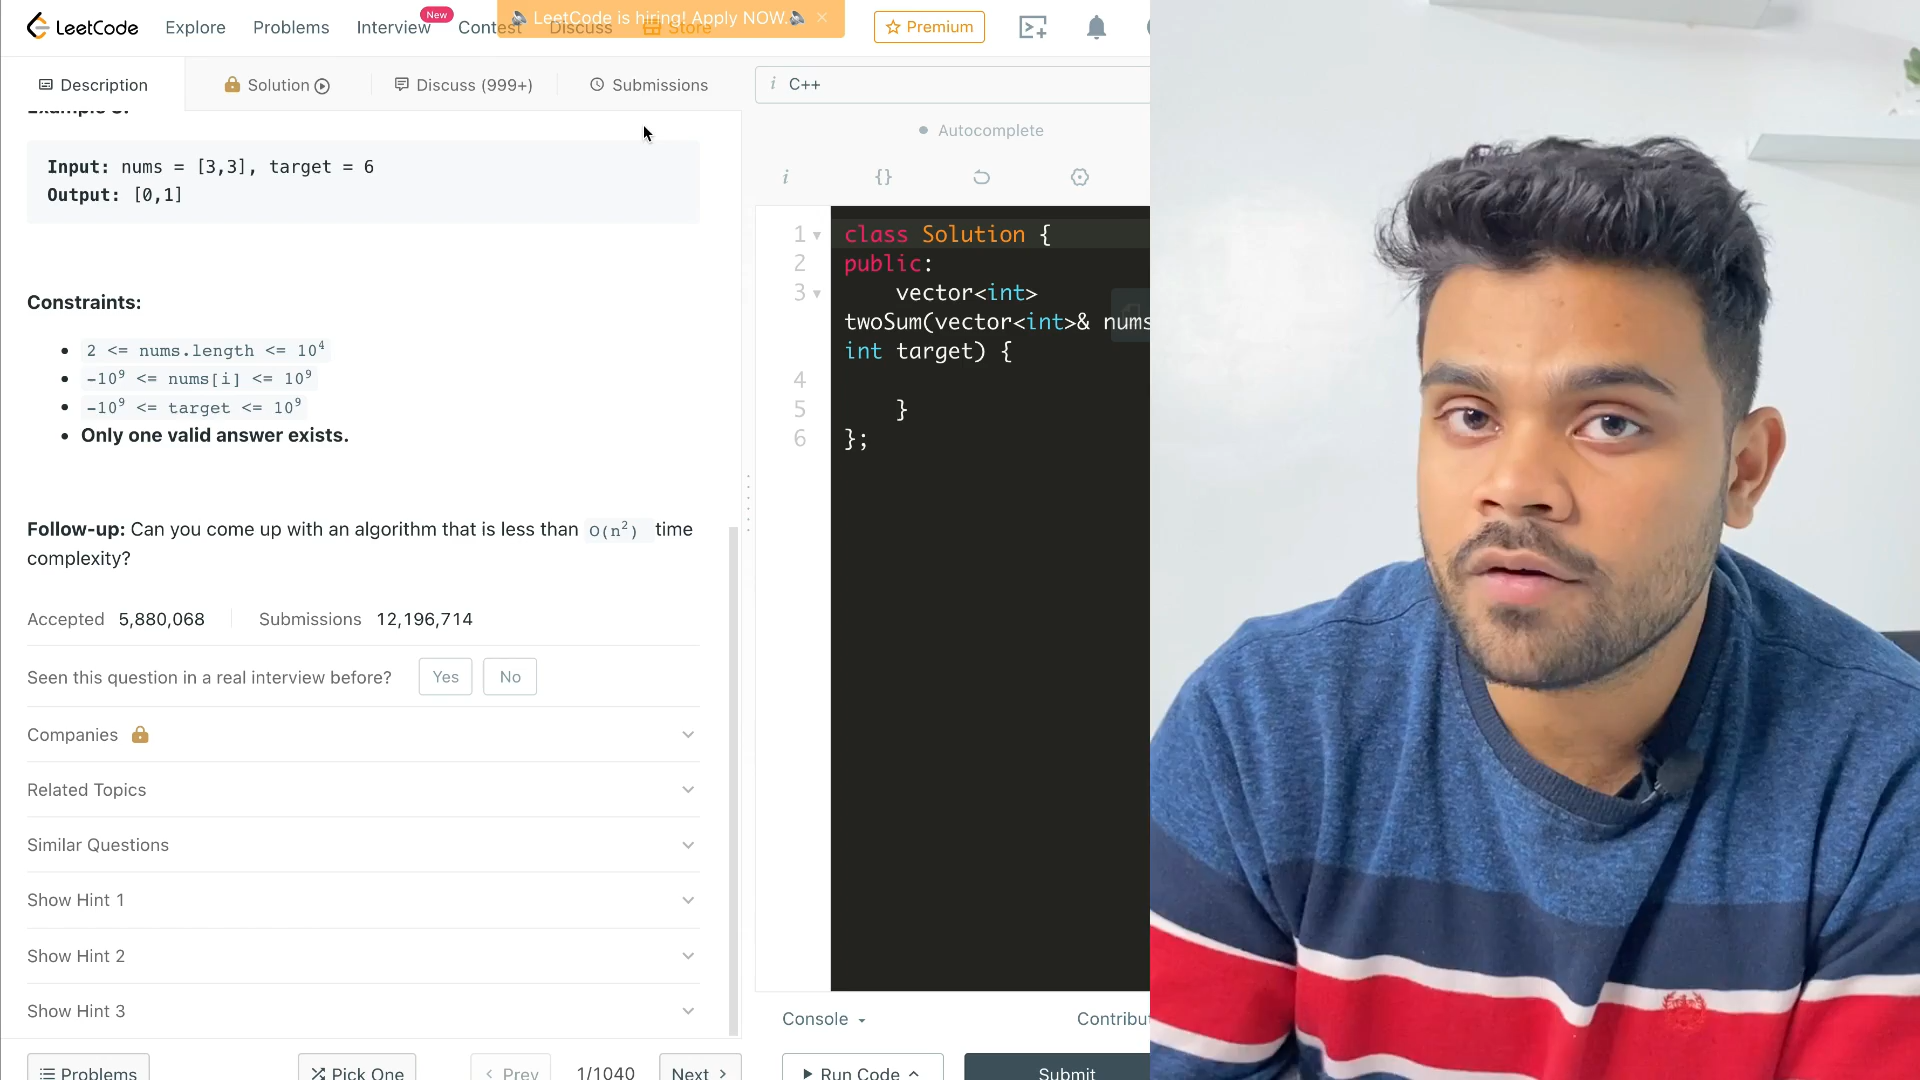 LeetCode Explore Problems Interview New Contest Discuss Store Premium
LeetCode is hiring! Apply NOW.
Description Solution Discuss (999+) Submissions
i C++
Autocomplete
i {}
Example 3:
Input: nums = [3,3], target = 6
Output: [0,1]
Constraints:
2 <= nums.length <= 10⁴
-10⁹ <= nums[i] <= 10⁹
-10⁹ <= target <= 10⁹
Only one valid answer exists.
Follow-up: Can you come up with an algorithm that is less than O(n²) time
complexity?
Accepted 5,880,068 Submissions 12,196,714
Seen this question in a real interview before? Yes No
Companies
Related Topics
Similar Questions
Show Hint 1
Show Hint 2
Show Hint 3
Problems Pick One < Prev 1/1040 Next >
1 class Solution {
2 public:
3 vector<int>
twoSum(vector<int>& nums
int target) {
4
5 }
6 };
Console Contribu
Run Code Submit